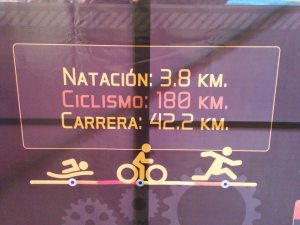 NATACIÓN: 3.8 KM.
CICLISMO: 180 KM.
CARRERA: 42.2 KM.